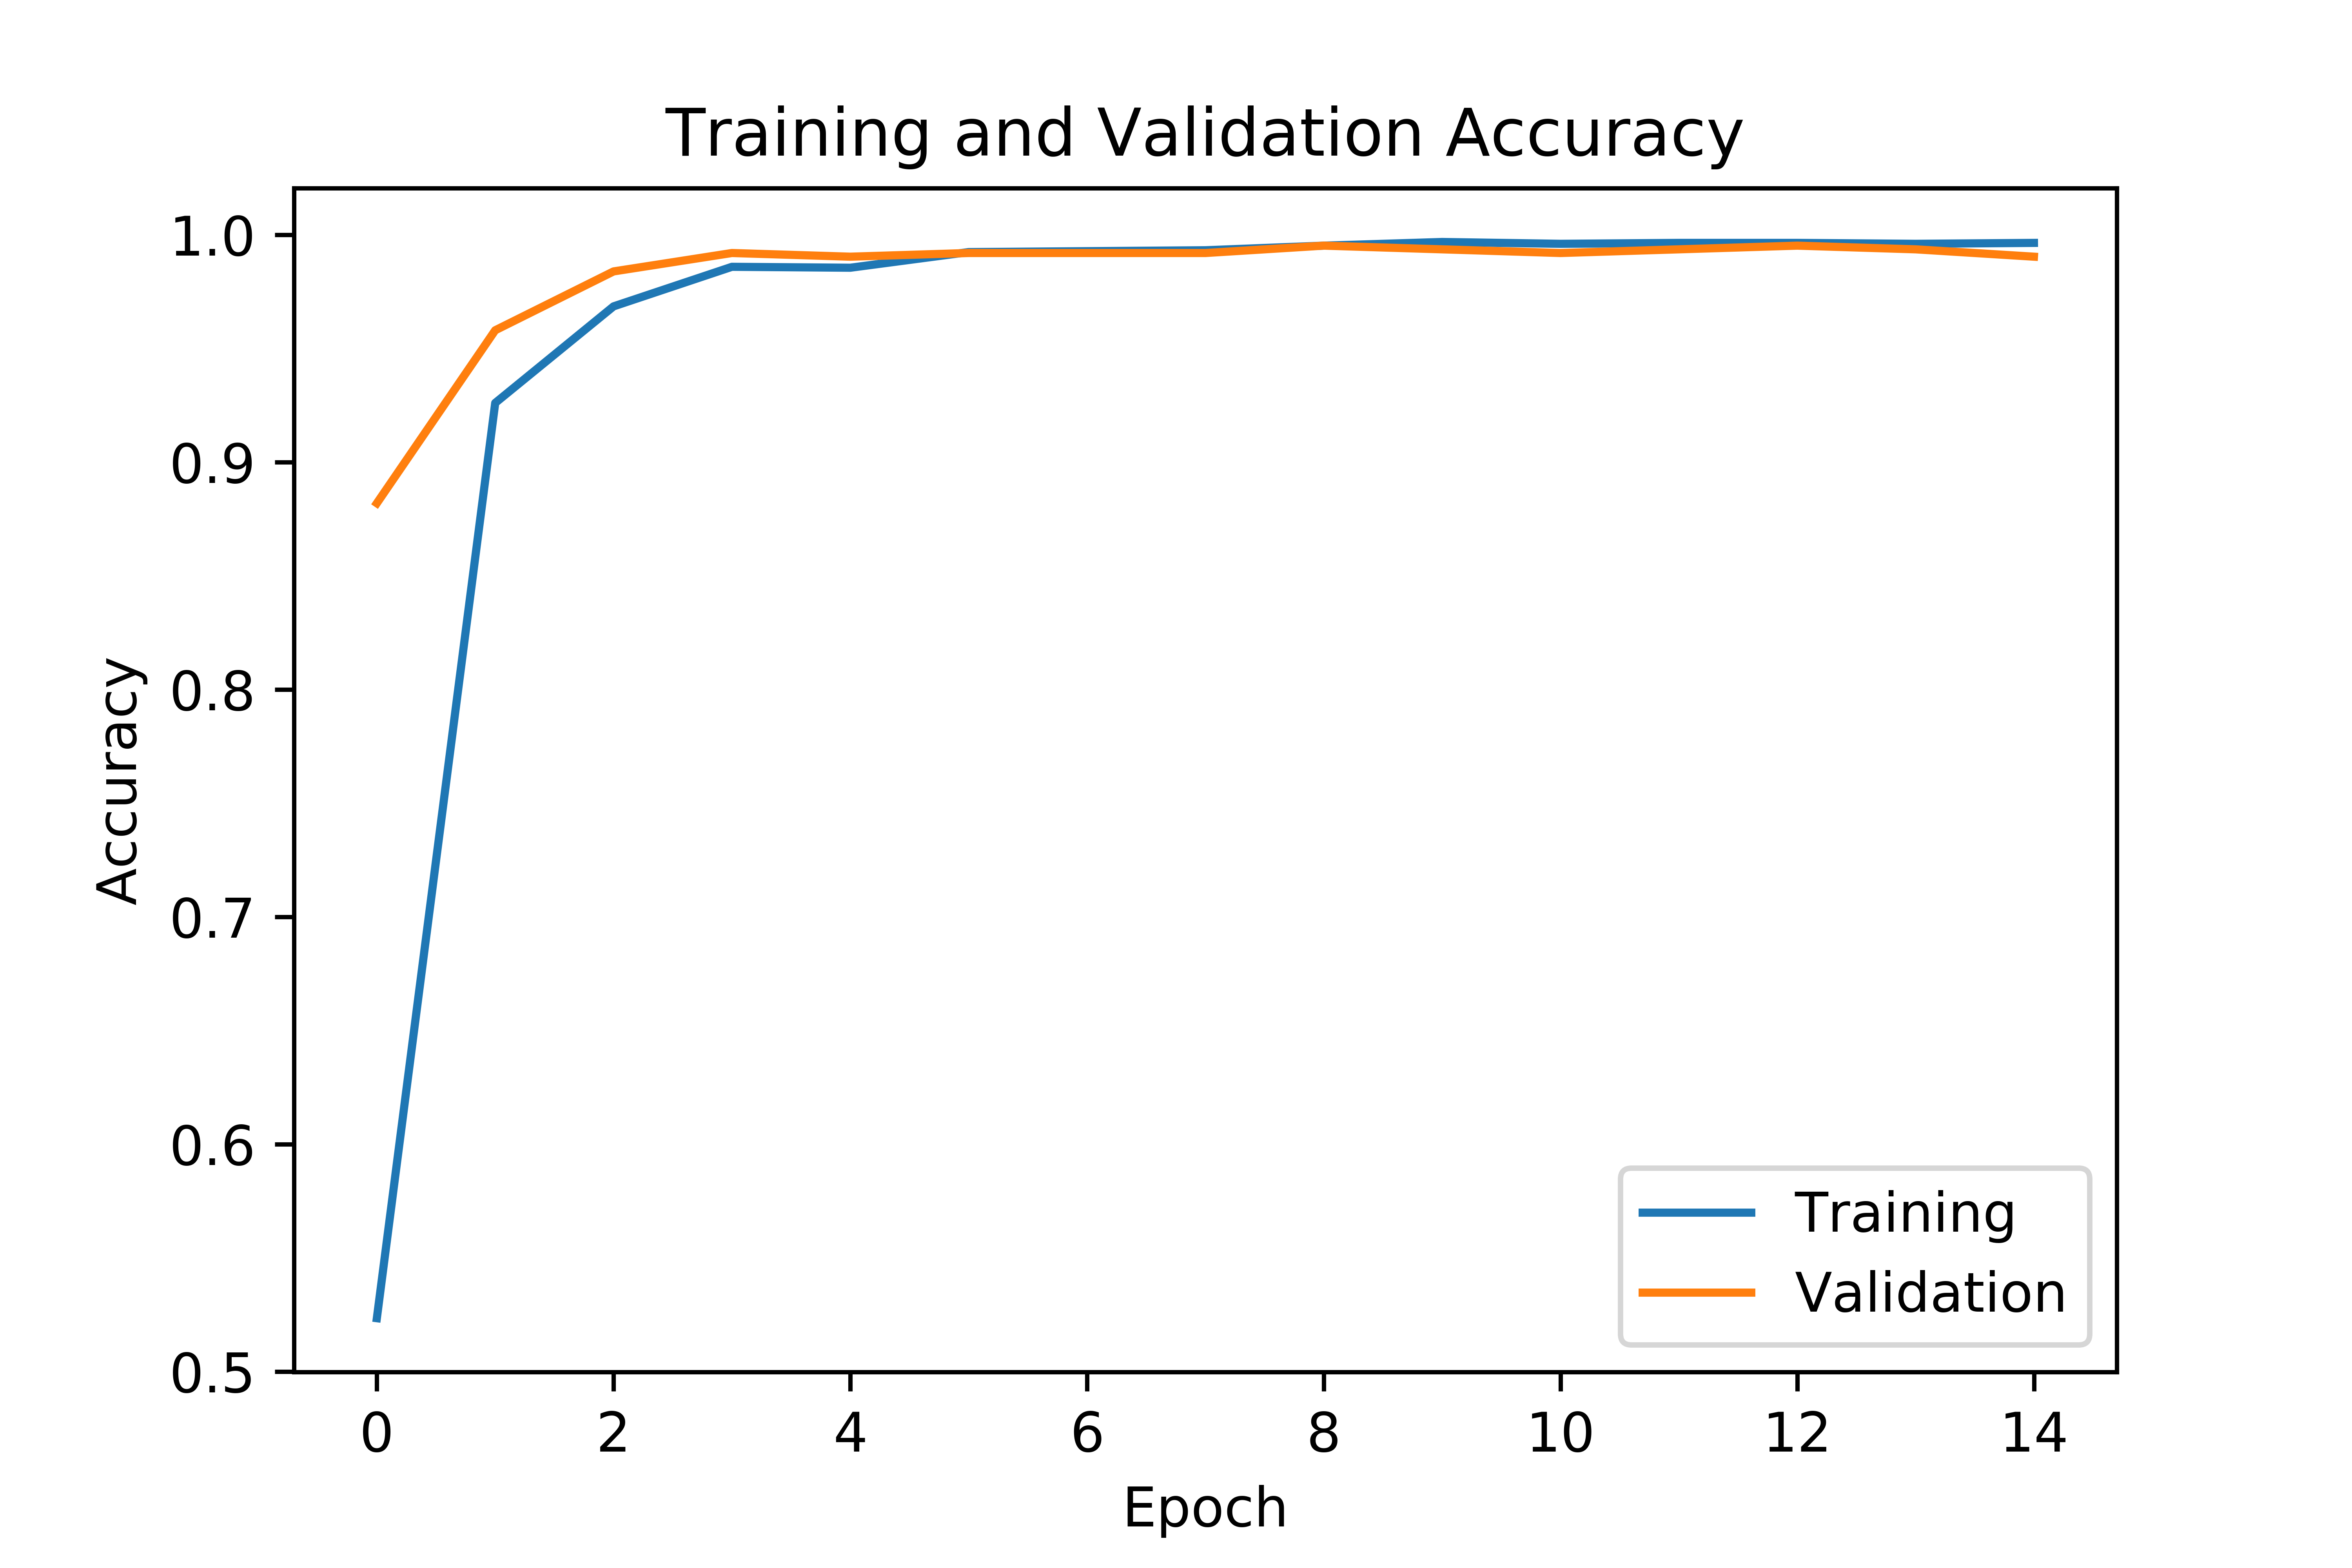 Training and Validation Accuracy
1.0
0.9
0.8
0.7
0.6
0.5
Accuracy
Training
Validation
0 2 4 6 8 10 12 14
Epoch